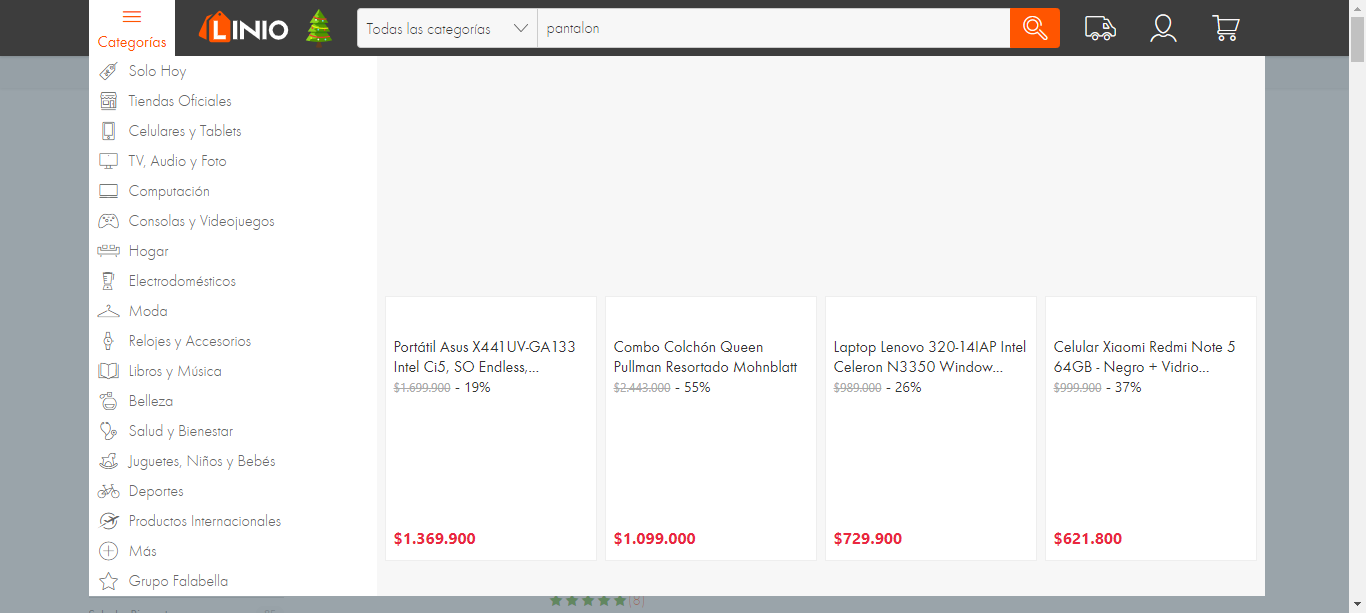 Categorías
LINIO
Todas las categorías
pantalon
Solo Hoy
Tiendas Oficiales
Celulares y Tablets
TV, Audio y Foto
Computación
Consolas y Videojuegos
Hogar
Electrodomésticos
Moda
Relojes y Accesorios
Libros y Música
Belleza
Salud y Bienestar
Juguetes, Niños y Bebés
Deportes
Productos Internacionales
Más
Grupo Falabella
Portátil Asus X441UV-GA133
Intel Ci5, SO Endless,...
$1.699.900 - 19%
$1.369.900
Combo Colchón Queen
Pullman Resortado Mohnblatt
$2.443.000 - 55%
$1.099.000
Laptop Lenovo 320-14IAP Intel
Celeron N3350 Window...
$989.000 - 26%
$729.900
Celular Xiaomi Redmi Note 5
64GB - Negro + Vidrio...
$999.900 - 37%
$621.800
(8)